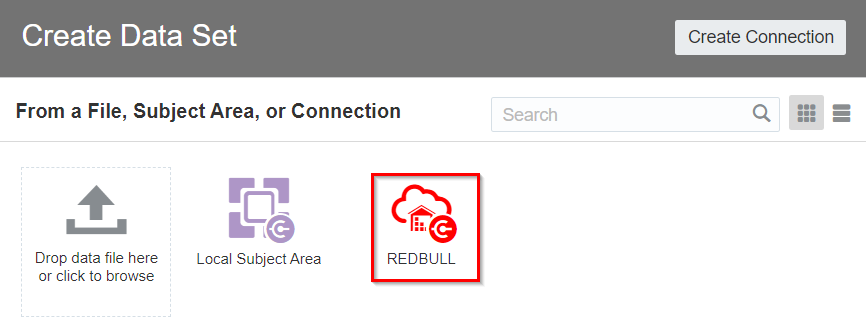 Create Data Set
Create Connection
From a File, Subject Area, or Connection
Search
Drop data file here
or click to browse
Local Subject Area
REDBULL